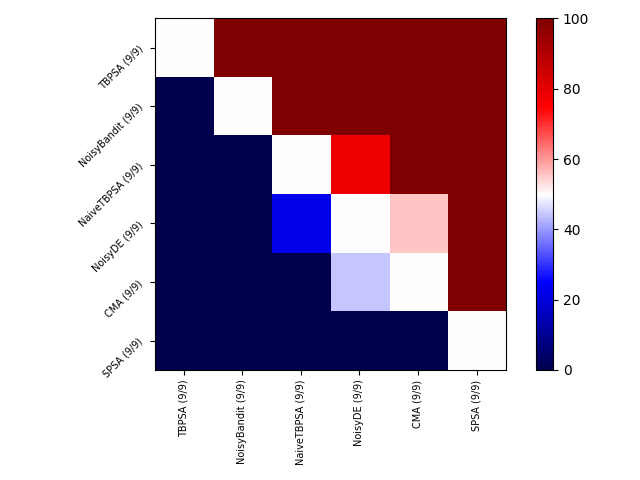 TBPSA (9/9)
NoisyBandit (9/9)
NaiveTBPSA (9/9)
NoisyDE (9/9)
CMA (9/9)
SPSA (9/9)
TBPSA (9/9)
NoisyBandit (9/9)
NaiveTBPSA (9/9)
NoisyDE (9/9)
CMA (9/9)
SPSA (9/9)
100
80
60
40
20
0